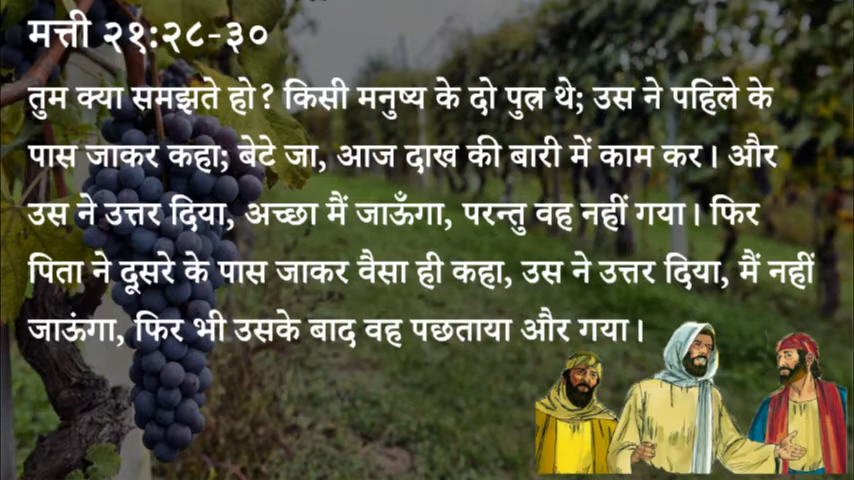 मत्ती २१:२८-३०
तुम क्या समझते हो? किसी मनुष्य के दो पुत्र थे; उस ने पहिले के
पास जाकर कहा; बेटे जा, आज दाख की बारी में काम कर। और
उस ने उत्तर दिया, अच्छा मैं जाऊँगा, परन्तु वह नहीं गया। फिर
पिता ने दूसरे के पास जाकर वैसा ही कहा, उस ने उत्तर दिया, मैं नहीं
जाऊंगा, फिर भी उसके बाद वह पछताया और गया।